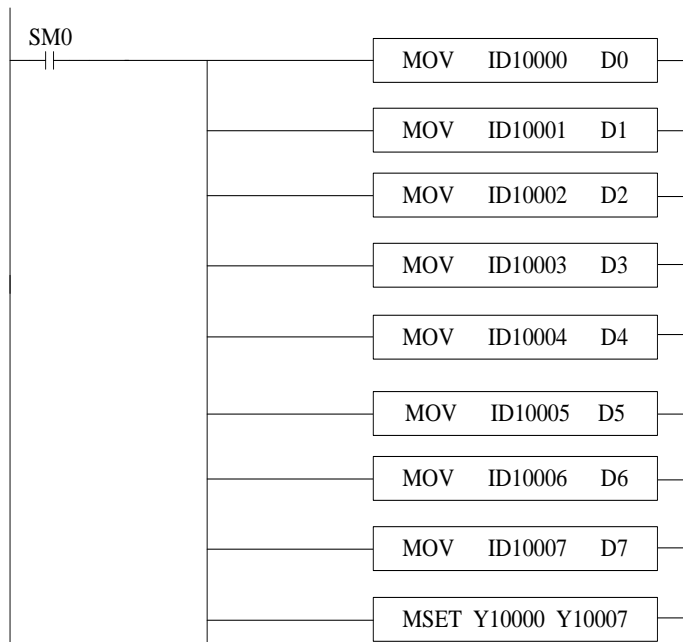 SM0
MOV ID10000 D0
MOV ID10001 D1
MOV ID10002 D2
MOV ID10003 D3
MOV ID10004 D4
MOV ID10005 D5
MOV ID10006 D6
MOV ID10007 D7
MSET Y10000 Y10007